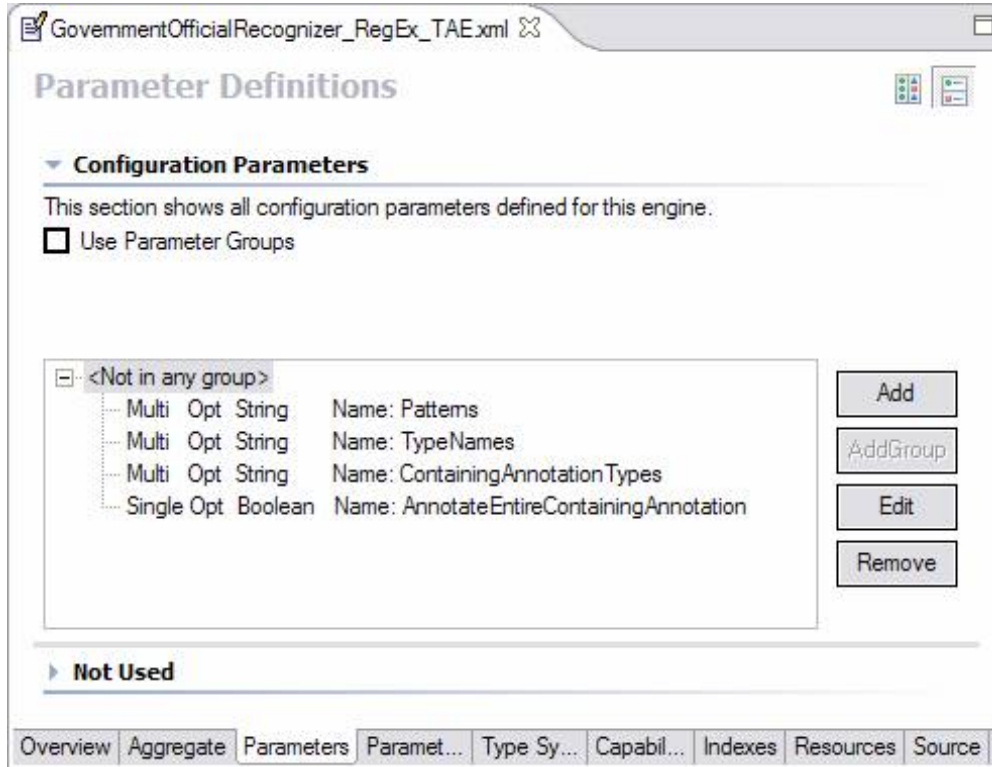 GovernmentOfficialRecognizer_RegEx_TAE.xml
Parameter Definitions
Configuration Parameters
This section shows all configuration parameters defined for this engine.
Use Parameter Groups
<Not in any group>
Multi Opt String Name: Patterns
Multi Opt String Name: TypeNames
Multi Opt String Name: ContainingAnnotationTypes
Single Opt Boolean Name: AnnotateEntireContainingAnnotation
Add
AddGroup
Edit
Remove
Not Used
Overview Aggregate Parameters Paramet... Type Sy... Capabil... Indexes Resources Source